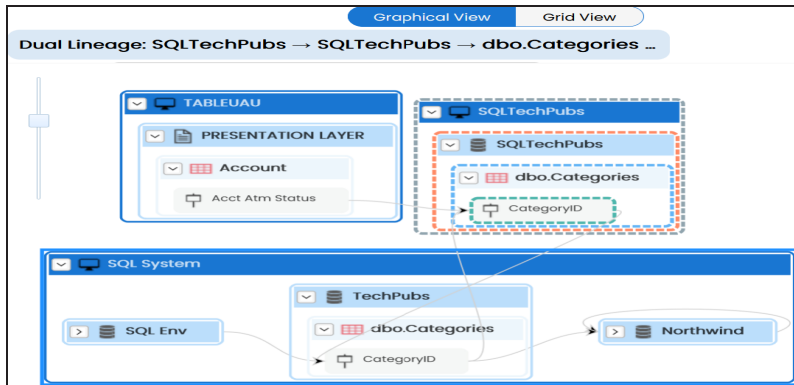 Graphical View
Grid View
Dual Lineage: SQLTechPubs → SQLTechPubs → dbo.Categories ...
TABLEUAU
PRESENTATION LAYER
Account
Acct Atm Status
SQLTechPubs
SQLTechPubs
dbo.Categories
CategoryID
SQL System
SQL Env
TechPubs
dbo.Categories
CategoryID
Northwind